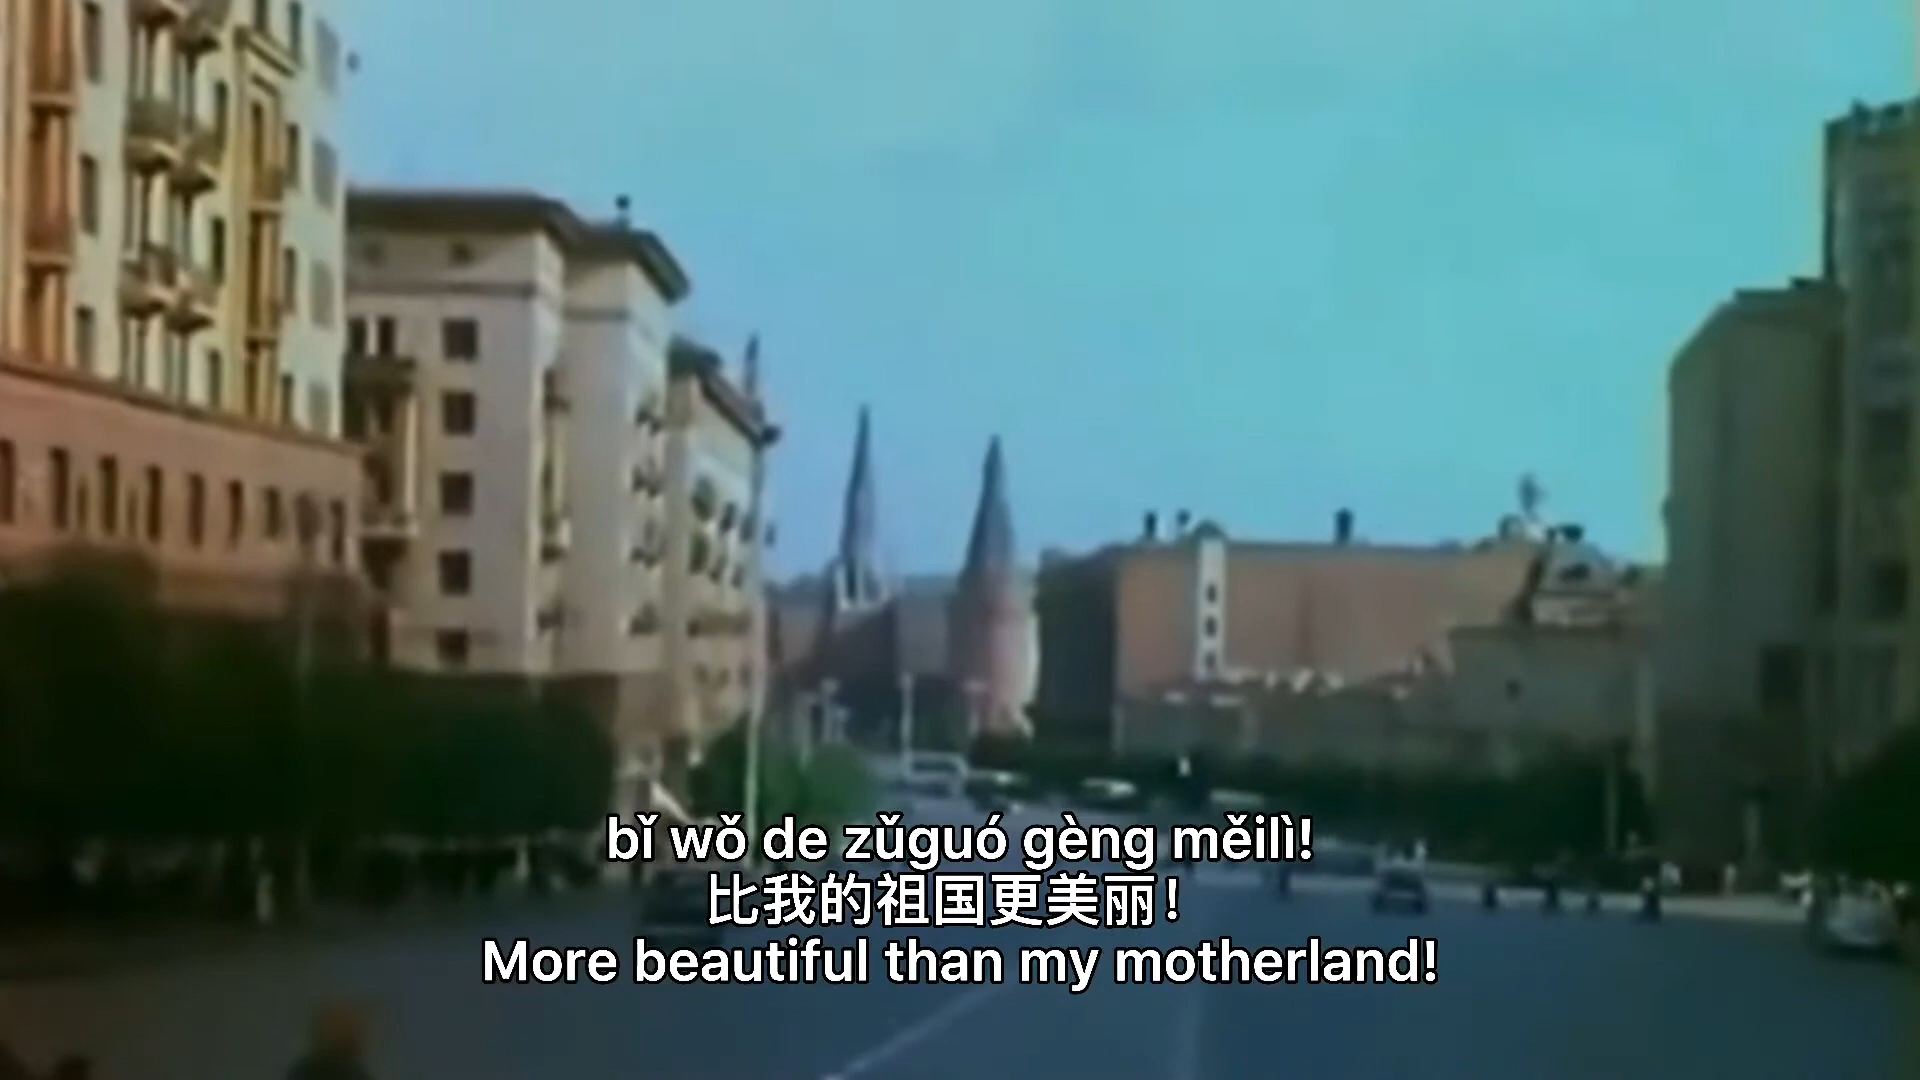 bǐ wǒ de zǔguó gèng měilì!
比我的祖国更美丽！
More beautiful than my motherland!